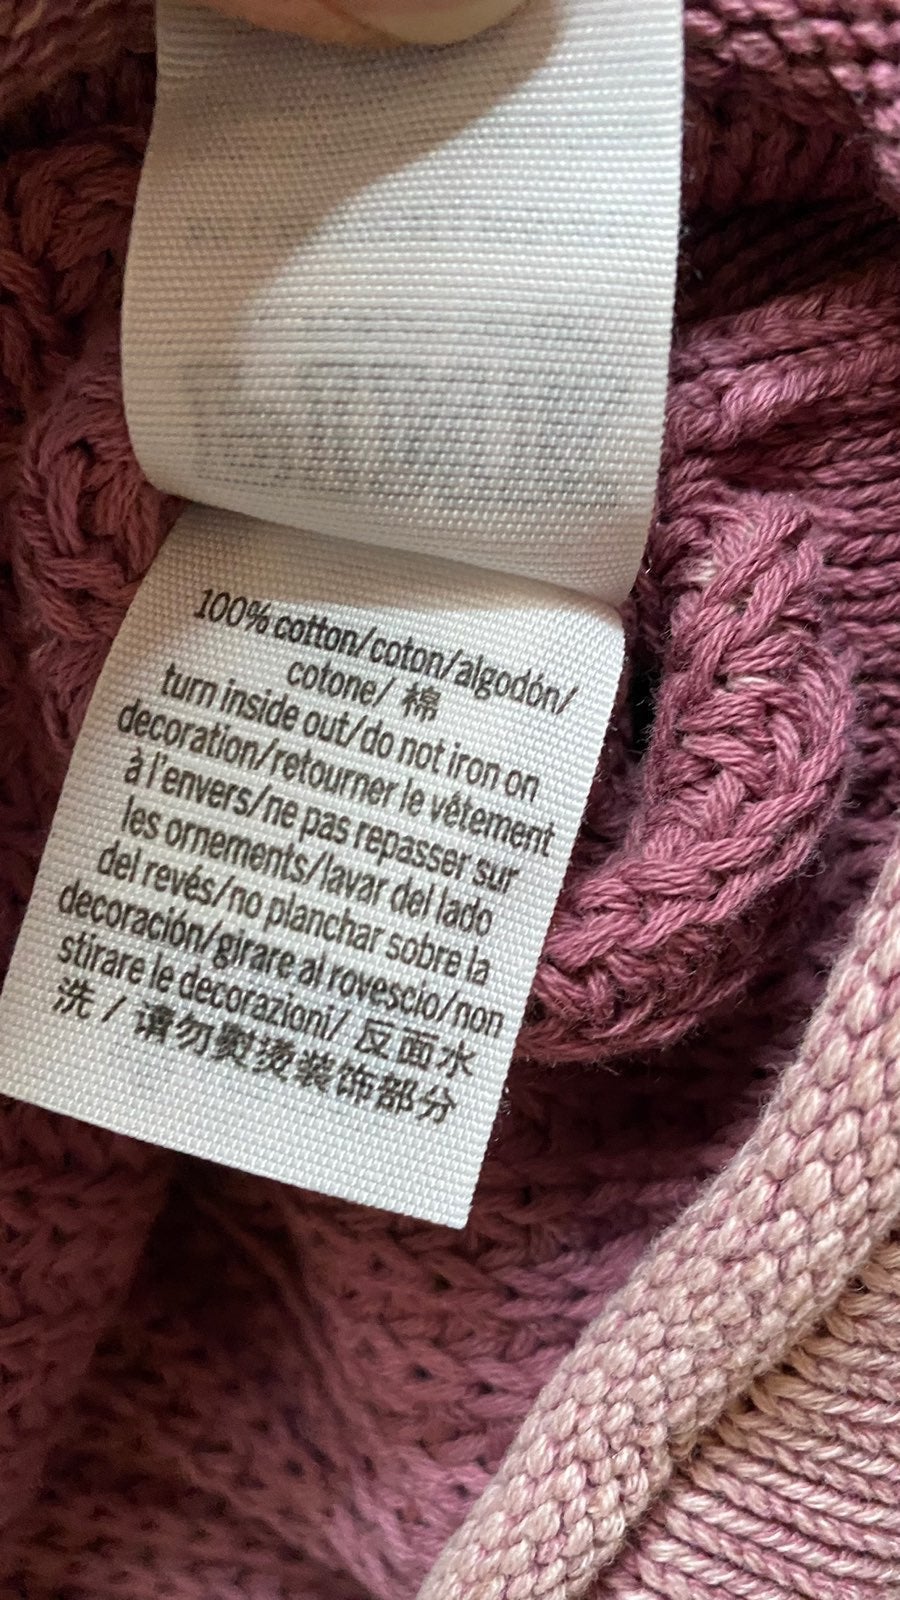 100% cotton/coton/algodón/
cotone/ 棉
turn inside out/do not iron on
decoration/retourner le vêtement
à l'envers/ne pas repasser sur
les ornements/lavar del lado
del revés/no planchar sobre la
decoración/girare al rovescio/non
stirare le decorazioni/ 反面水
洗 / 请勿熨烫装饰部分